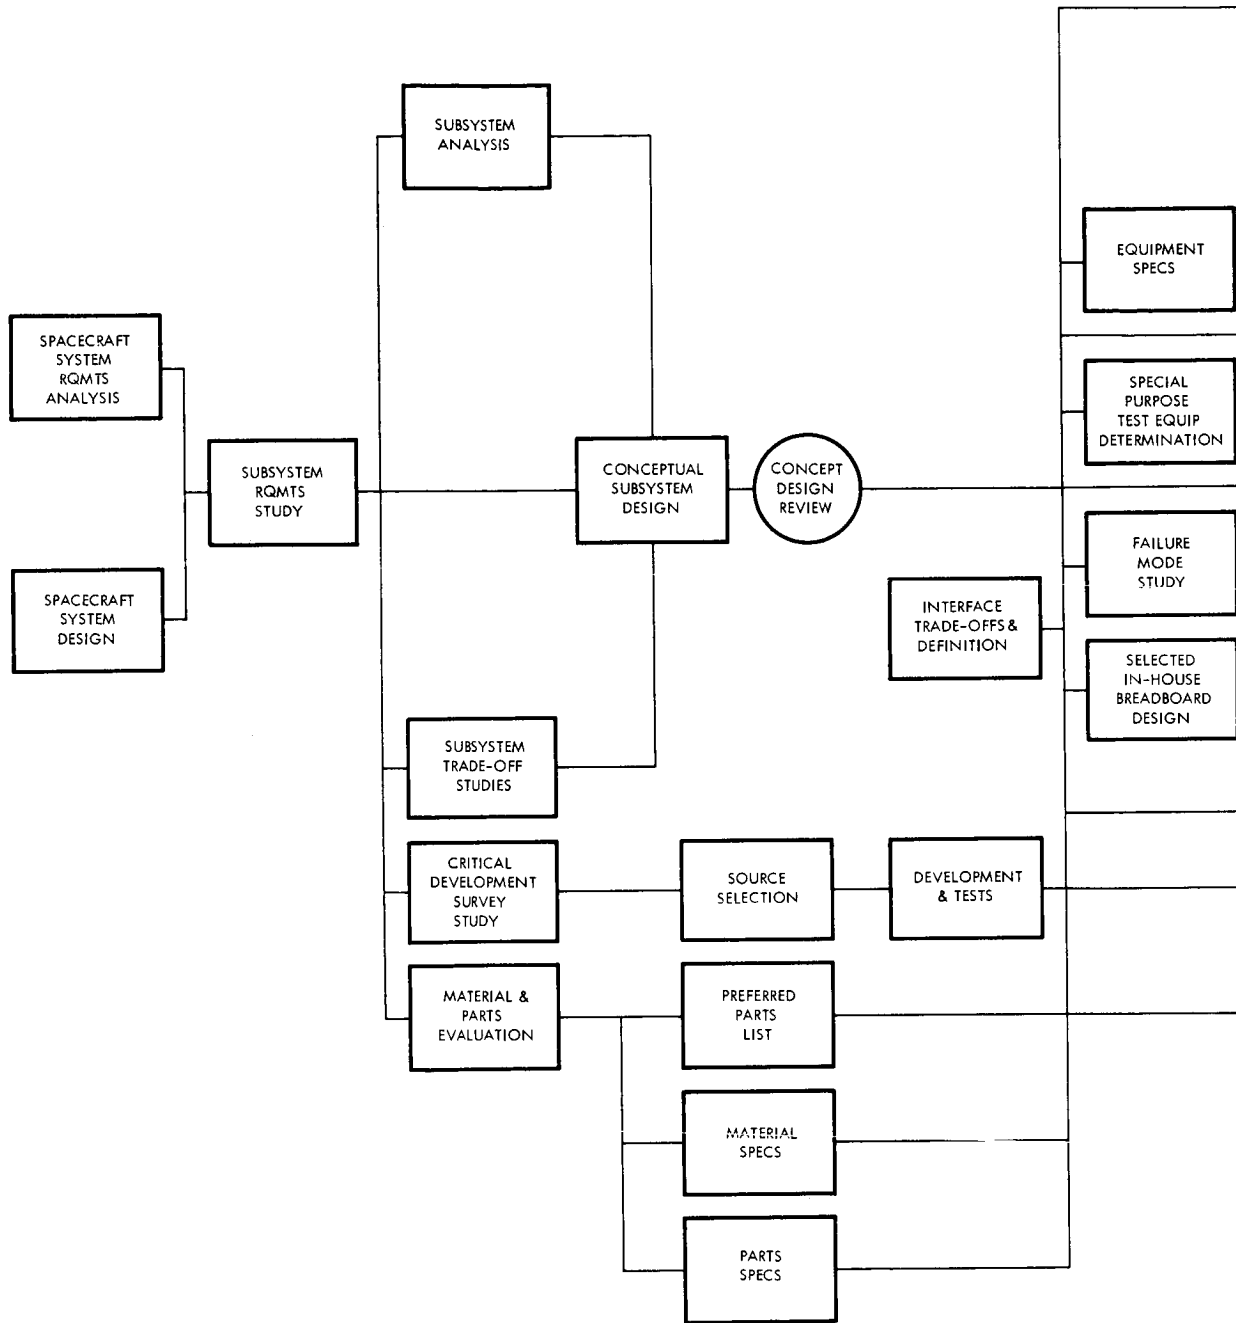 SUBSYSTEM
ANALYSIS
EQUIPMENT
SPECS
SPACECRAFT
SYSTEM
RQMTS
ANALYSIS
SPECIAL
PURPOSE
TEST EQUIP
DETERMINATION
SUBSYSTEM
RQMTS
STUDY
CONCEPTUAL
SUBSYSTEM
DESIGN
CONCEPT
DESIGN
REVIEW
FAILURE
MODE
STUDY
SPACECRAFT
SYSTEM
DESIGN
INTERFACE
TRADE-OFFS &
DEFINITION
SELECTED
IN-HOUSE
BREADBOARD
DESIGN
SUBSYSTEM
TRADE-OFF
STUDIES
CRITICAL
DEVELOPMENT
SURVEY
STUDY
SOURCE
SELECTION
DEVELOPMENT
& TESTS
MATERIAL &
PARTS
EVALUATION
PREFERRED
PARTS
LIST
MATERIAL
SPECS
PARTS
SPECS